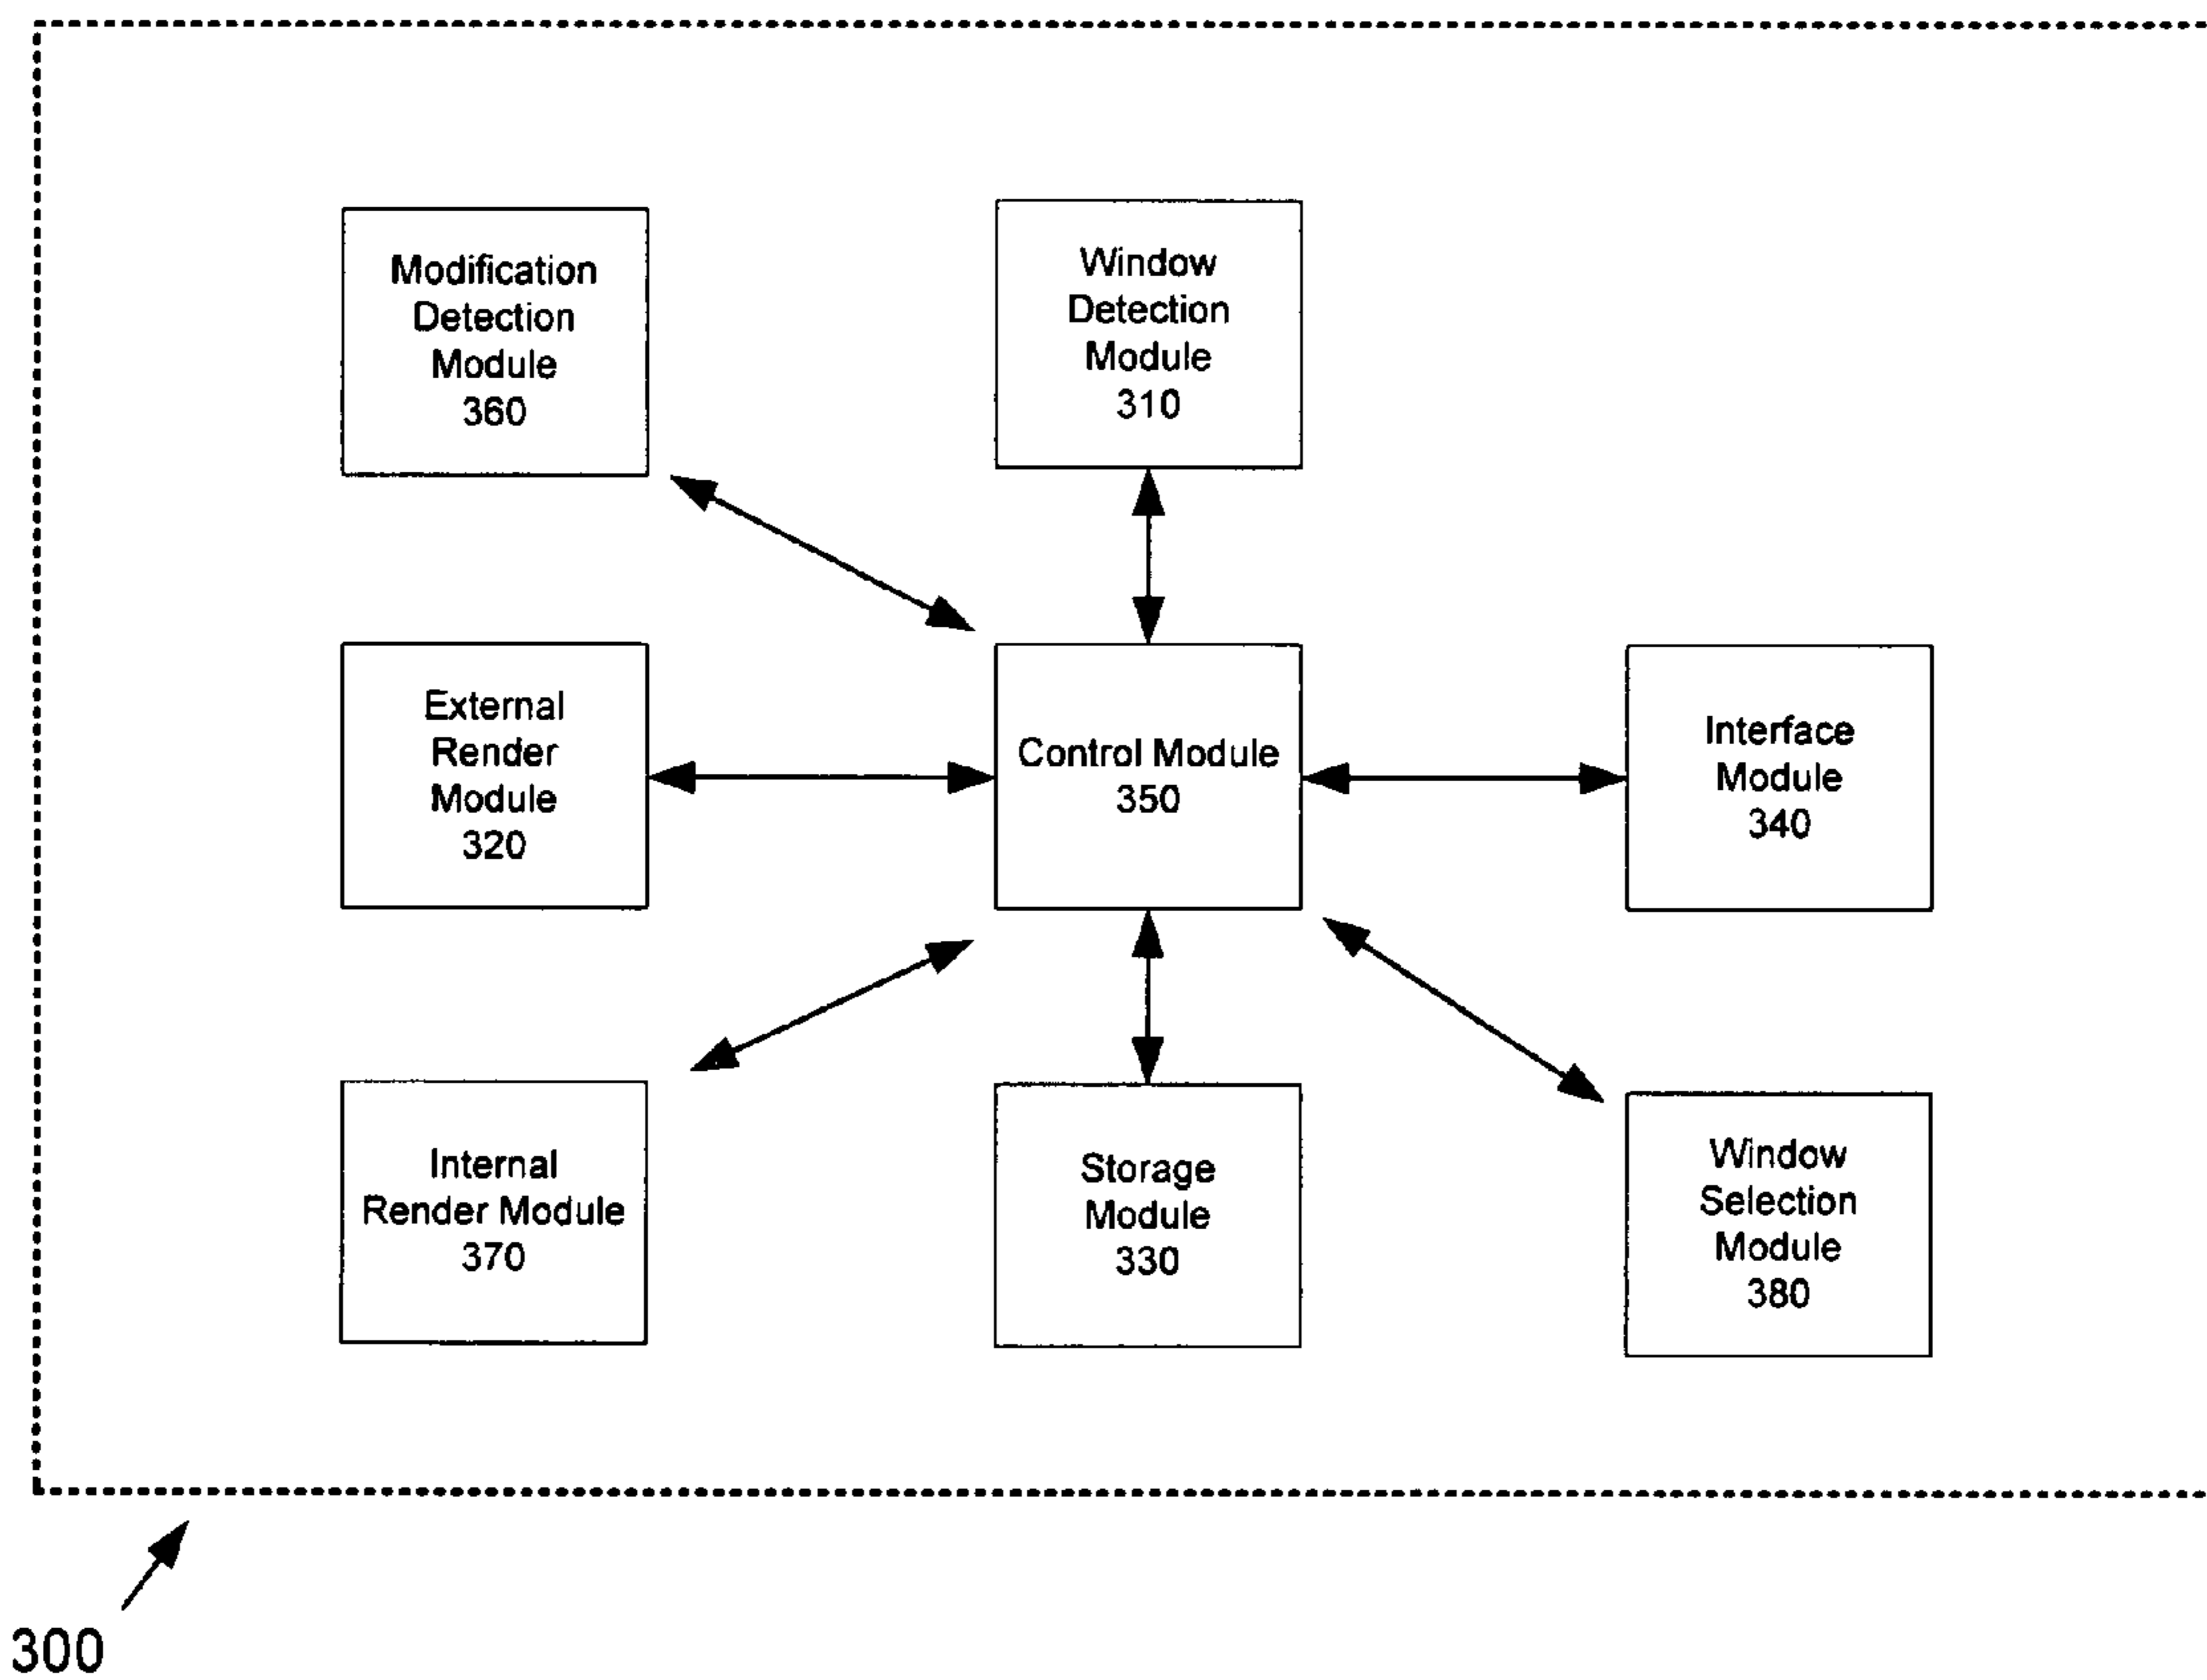 Modification
Detection
Module
360
Window
Detection
Module
310
External
Render
Module
320
Control Module
350
Interface
Module
340
Internal
Render Module
370
Storage
Module
330
Window
Selection
Module
380
300